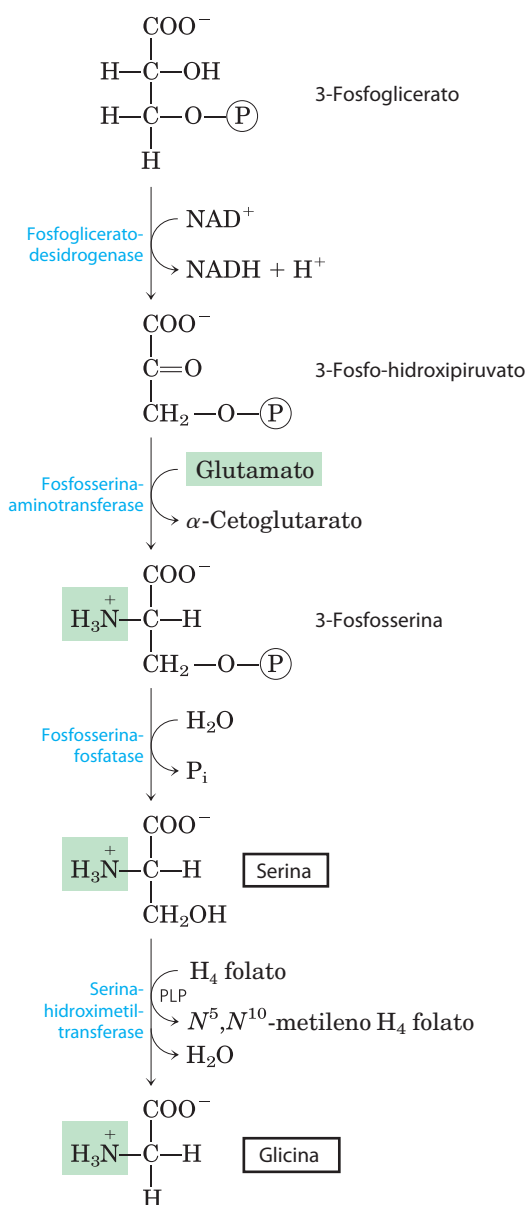 COO⁻
H—C—OH
3-Fosfoglicerato
H—C—O—P
H
Fosfoglicerato-
desidrogenase
NAD⁺
NADH + H⁺
COO⁻
C=O
3-Fosfo-hidroxipiruvato
CH₂—O—P
Fosfosserina-
aminotransferase
Glutamato
α-Cetoglutarato
COO⁻
H₃N⁺—C—H
3-Fosfosserina
CH₂—O—P
Fosfosserina-
fosfatase
H₂O
Pᵢ
COO⁻
H₃N⁺—C—H
Serina
CH₂OH
Serina-
hidroximetil-
transferase
H₄ folato
PLP
N⁵,N¹⁰-metileno H₄ folato
H₂O
COO⁻
H₃N⁺—C—H
Glicina
H